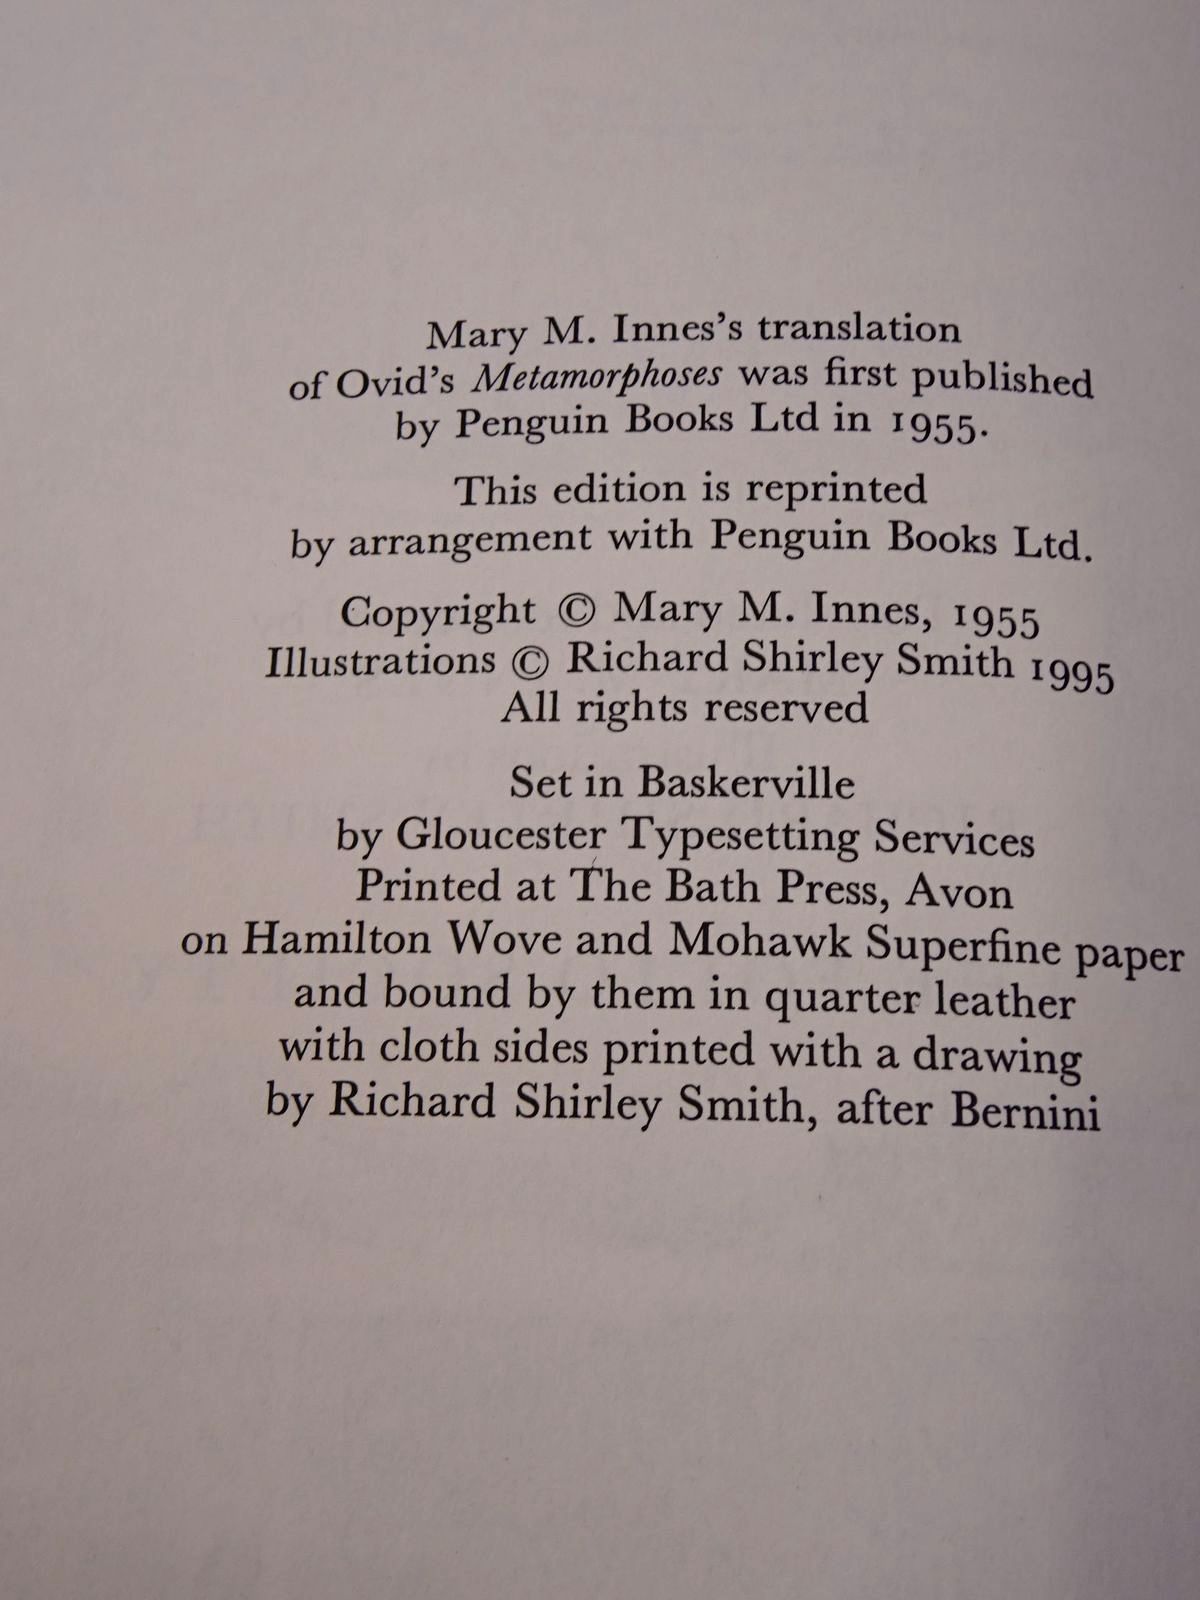 Mary M. Innes's translation
of Ovid's Metamorphoses was first published
by Penguin Books Ltd in 1955.
This edition is reprinted
by arrangement with Penguin Books Ltd.
Copyright © Mary M. Innes, 1955
Illustrations © Richard Shirley Smith 1995
All rights reserved
Set in Baskerville
by Gloucester Typesetting Services
Printed at The Bath Press, Avon
on Hamilton Wove and Mohawk Superfine paper
and bound by them in quarter leather
with cloth sides printed with a drawing
by Richard Shirley Smith, after Bernini